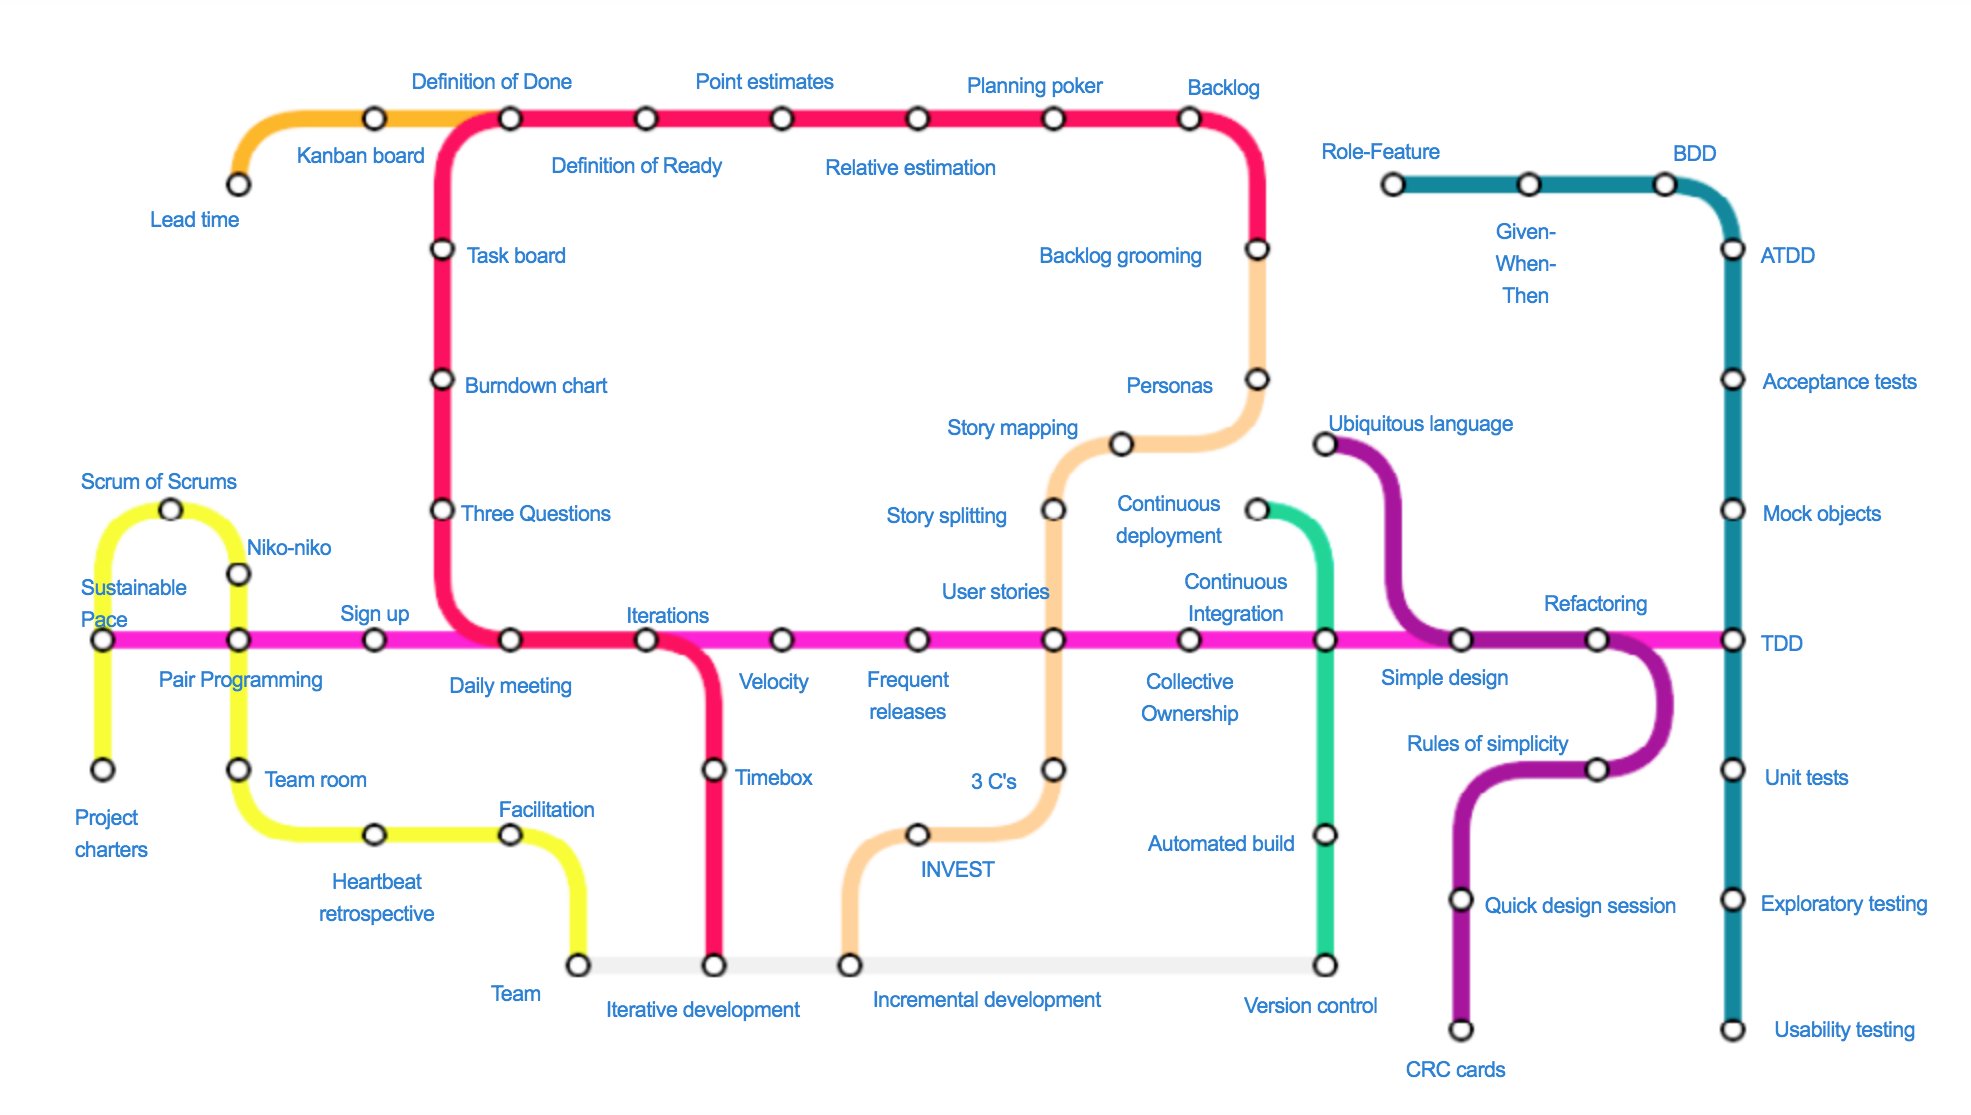 Definition of Done
Point estimates
Planning poker
Backlog
Kanban board
Definition of Ready
Relative estimation
Role-Feature
BDD
Lead time
Task board
Backlog grooming
Given-
When-
Then
ATDD
Burndown chart
Personas
Acceptance tests
Story mapping
Ubiquitous language
Scrum of Scrums
Three Questions
Story splitting
Continuous
deployment
Mock objects
Niko-niko
Sustainable
Pace
Sign up
Iterations
User stories
Continuous
Integration
Refactoring
TDD
Pair Programming
Daily meeting
Velocity
Frequent
releases
Collective
Ownership
Simple design
Rules of simplicity
Team room
Timebox
3 C's
Unit tests
Project
charters
Facilitation
Automated build
Heartbeat
retrospective
INVEST
Quick design session
Exploratory testing
Team
Iterative development
Incremental development
Version control
Usability testing
CRC cards